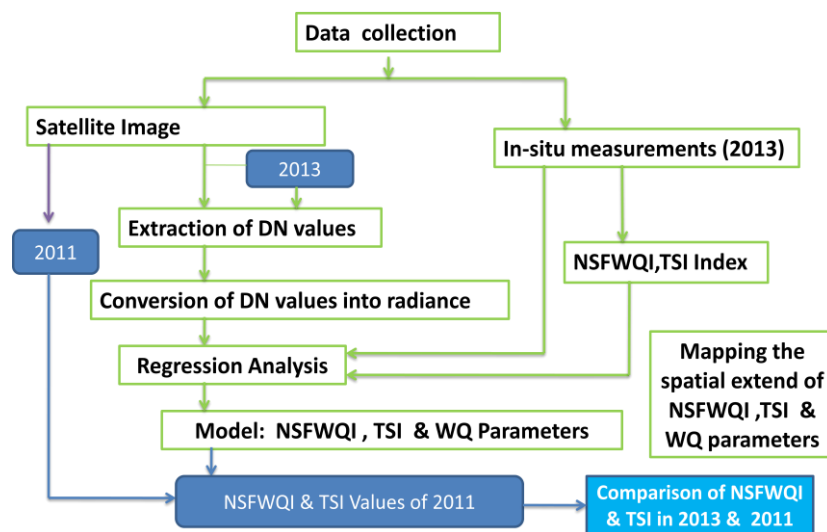 Data collection
Satellite Image
In-situ measurements (2013)
2013
Extraction of DN values
2011
NSFWQI,TSI Index
Conversion of DN values into radiance
Regression Analysis
Mapping the
spatial extend of
NSFWQI ,TSI &
WQ parameters
Model: NSFWQI , TSI & WQ Parameters
NSFWQI & TSI Values of 2011
Comparison of NSFWQI
& TSI in 2013 & 2011